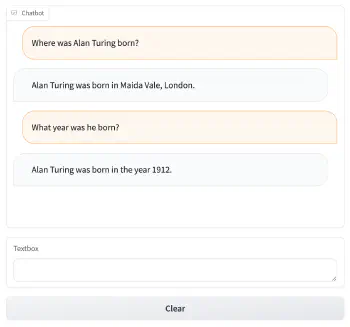 Chatbot
Where was Alan Turing born?
Alan Turing was born in Maida Vale, London.
What year was he born?
Alan Turing was born in the year 1912.
Textbox
Clear